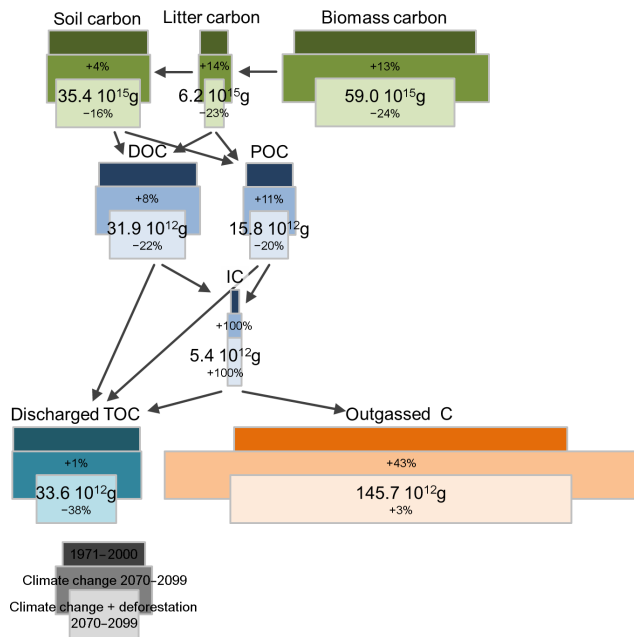 Soil carbon
Litter carbon
Biomass carbon
+4%
+14%
+13%
35.4 10¹⁵g
6.2 10¹⁵g
59.0 10¹⁵g
−16%
−23%
−24%
DOC
POC
+8%
+11%
31.9 10¹²g
15.8 10¹²g
−22%
−20%
IC
+100%
5.4 10¹²g
+100%
Discharged TOC
Outgassed C
+1%
+43%
33.6 10¹²g
145.7 10¹²g
−38%
+3%
1971–2000
Climate change 2070–2099
Climate change + deforestation
2070–2099